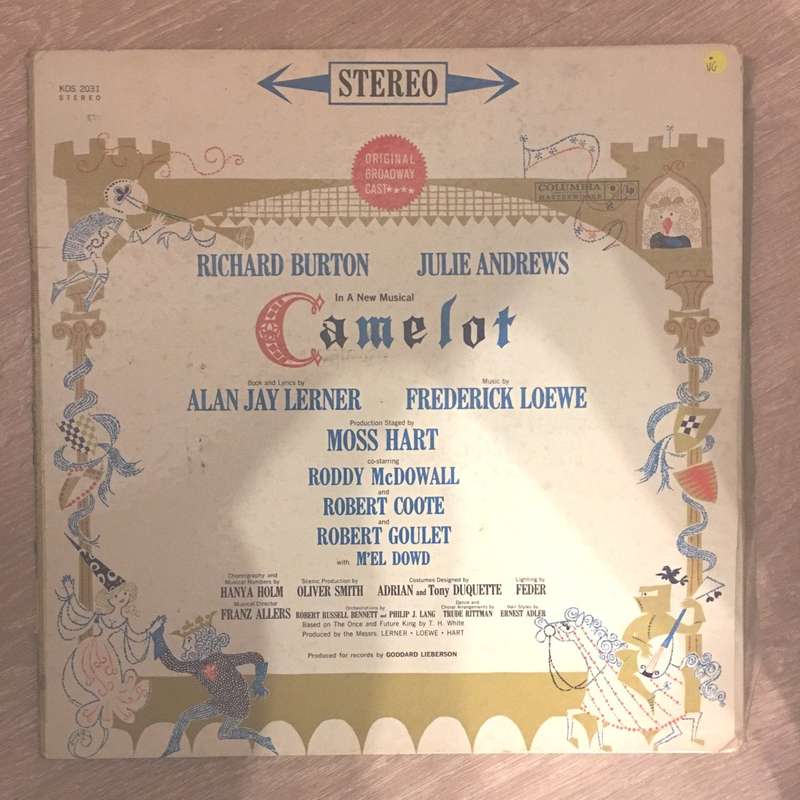 STEREO
VG
KOS 2031
STEREO
ORIGINAL
BROADWAY
CAST****
COLUMBIA
MASTERWORKS
RICHARD BURTON JULIE ANDREWS
In A New Musical
Camelot
Book and Lyrics by Music by
ALAN JAY LERNER FREDERICK LOEWE
Production Staged by
MOSS HART
co-starring
RODDY McDOWALL
and
ROBERT COOTE
and
ROBERT GOULET
with M'EL DOWD
Choreography and Musical Numbers by HANYA HOLM
Scenic Production by OLIVER SMITH
Costumes Designed by ADRIAN and Tony DUQUETTE
Lighting by FEDER
Musical Director FRANZ ALLERS
Orchestrations by ROBERT RUSSELL BENNETT and PHILIP J. LANG
Dance and Choral Arrangements by TRUDE RITTMAN
Hair Styles by ERNEST ADLER
Based on The Once and Future King by T. H. White
Produced by the Messrs. LERNER • LOEWE • HART
Produced for records by GODDARD LIEBERSON